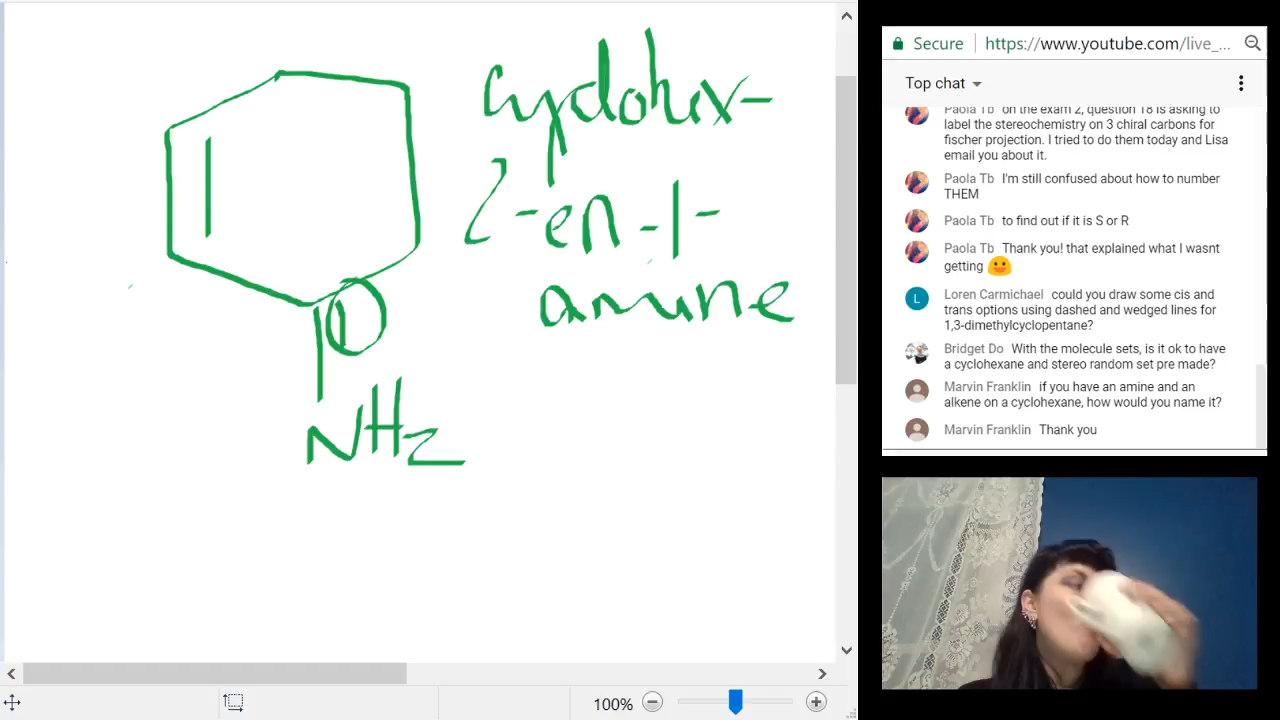 cyclohex-
2-en-1-
amine
1
NH2
100%
Secure https://www.youtube.com/live_...
Top chat
Paola Tb on the exam 2, question 18 is asking to
label the stereochemistry on 3 chiral carbons for
fischer projection. I tried to do them today and Lisa
email you about it.
Paola Tb I'm still confused about how to number
THEM
Paola Tb to find out if it is S or R
Paola Tb Thank you! that explained what I wasnt
getting
L
Loren Carmichael could you draw some cis and
trans options using dashed and wedged lines for
1,3-dimethylcyclopentane?
Bridget Do With the molecule sets, is it ok to have
a cyclohexane and stereo random set pre made?
Marvin Franklin if you have an amine and an
alkene on a cyclohexane, how would you name it?
Marvin Franklin Thank you